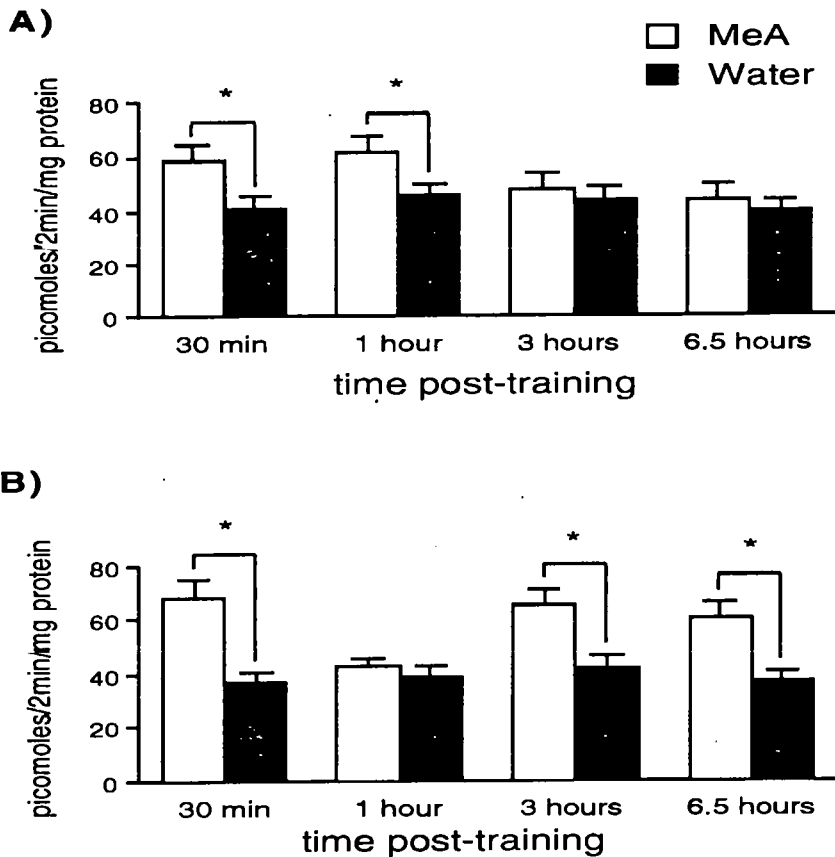 A)
MeA
Water
picomoles/2min/mg protein
80
60
40
20
0
*
*
30 min 1 hour 3 hours 6.5 hours
time post-training
B)
picomoles/2min/mg protein
80
60
40
20
0
*
*
*
30 min 1 hour 3 hours 6.5 hours
time post-training